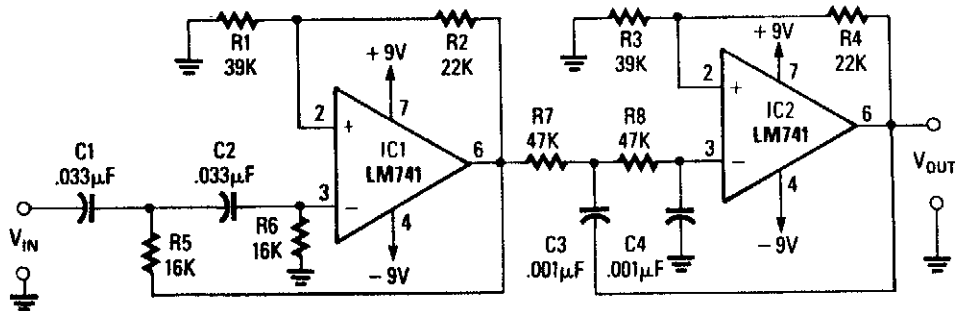 R1
39K
R2
22K
+9V
7
2
+
IC1
LM741
6
3
−
4
−9V
C1
.033µF
C2
.033µF
R5
16K
R6
16K
VIN
R3
39K
R4
22K
+9V
7
2
+
IC2
LM741
6
3
−
4
−9V
R7
47K
R8
47K
C3
.001µF
C4
.001µF
VOUT